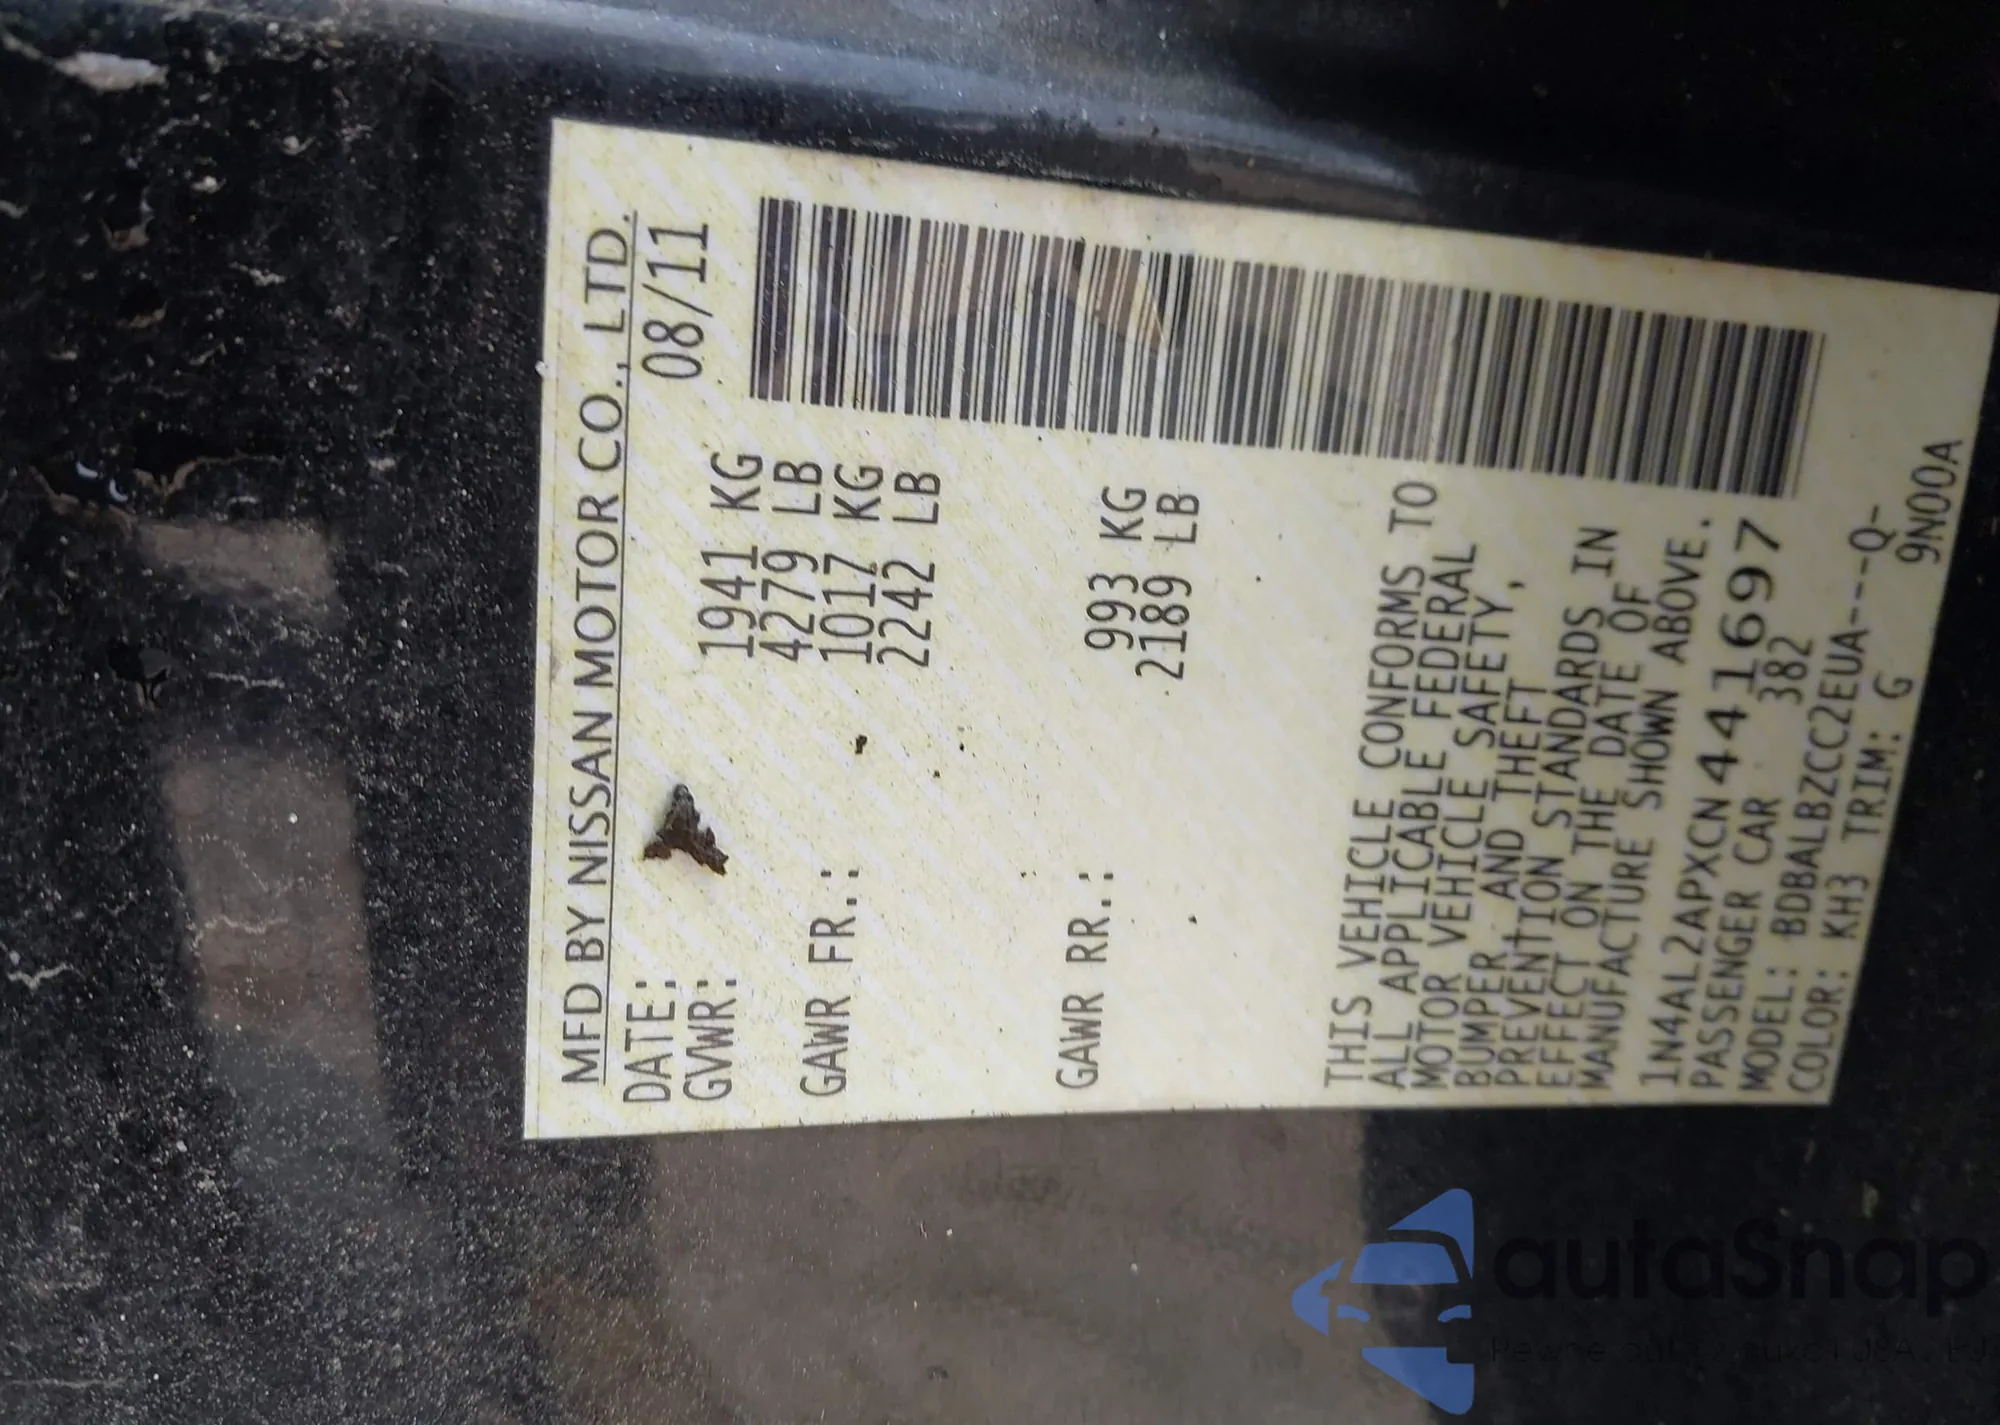 MFD BY NISSAN MOTOR CO., LTD.
DATE: 08/11
GVWR: 1941 KG
4279 LB
GAWR FR.: 1017 KG
2242 LB
GAWR RR.: 993 KG
2189 LB
THIS VEHICLE CONFORMS TO
ALL APPLICABLE FEDERAL
MOTOR VEHICLE SAFETY,
BUMPER AND THEFT
PREVENTION STANDARDS IN
EFFECT ON THE DATE OF
MANUFACTURE SHOWN ABOVE.
1N4AL2APXCN441697
PASSENGER CAR 382
MODEL: BDBALBZCC2EUA---Q-
COLOR: KH3 TRIM: G 9N00A
autaSnap